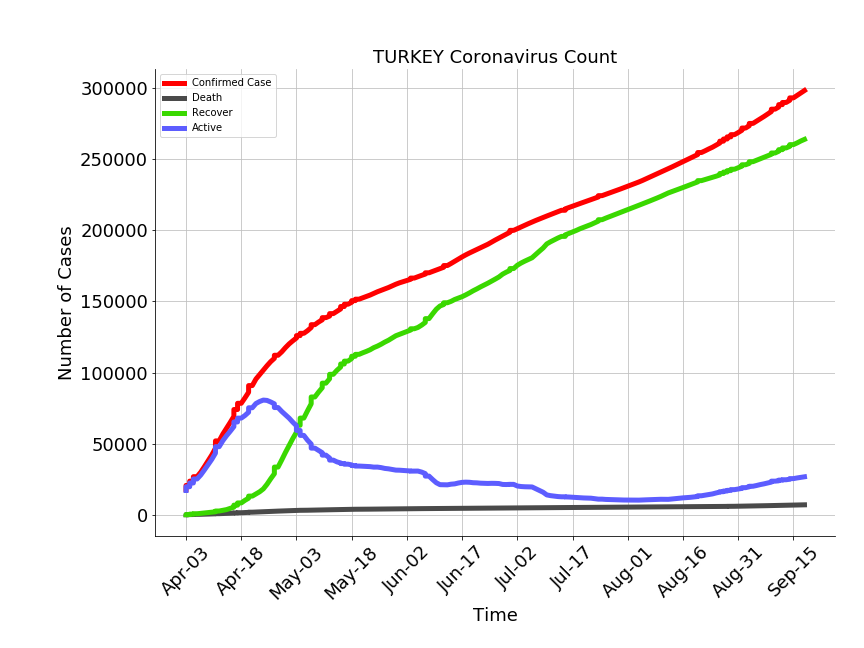 TURKEY Coronavirus Count
Confirmed Case
Death
Recover
Active
Number of Cases
300000
250000
200000
150000
100000
50000
0
Apr-03
Apr-18
May-03
May-18
Jun-02
Jun-17
Jul-02
Jul-17
Aug-01
Aug-16
Aug-31
Sep-15
Time